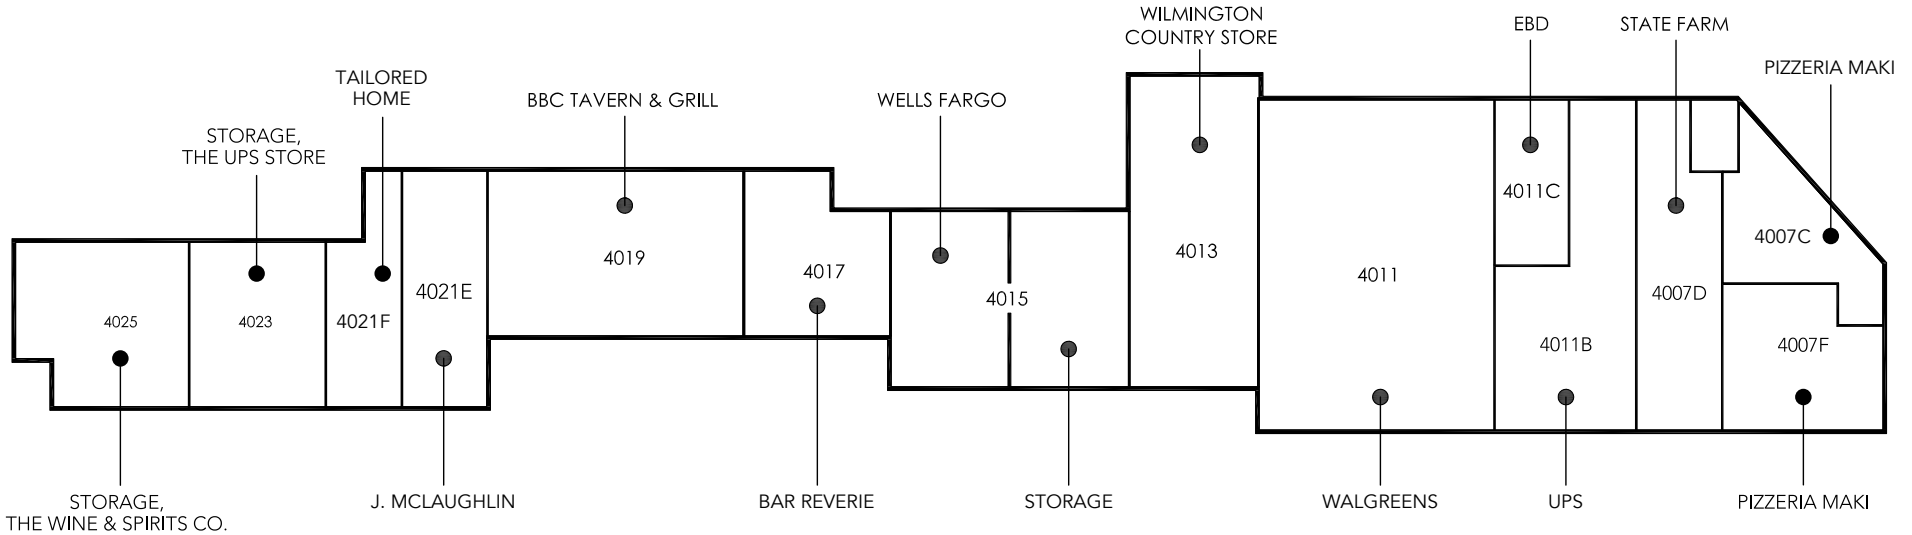 WILMINGTON
COUNTRY STORE
EBD
STATE FARM
PIZZERIA MAKI
TAILORED
HOME
BBC TAVERN & GRILL
WELLS FARGO
STORAGE,
THE UPS STORE
4025
4023
4021F
4021E
4019
4017
4015
4013
4011
4011C
4011B
4007D
4007C
4007F
STORAGE,
THE WINE & SPIRITS CO.
J. MCLAUGHLIN
BAR REVERIE
STORAGE
WALGREENS
UPS
PIZZERIA MAKI